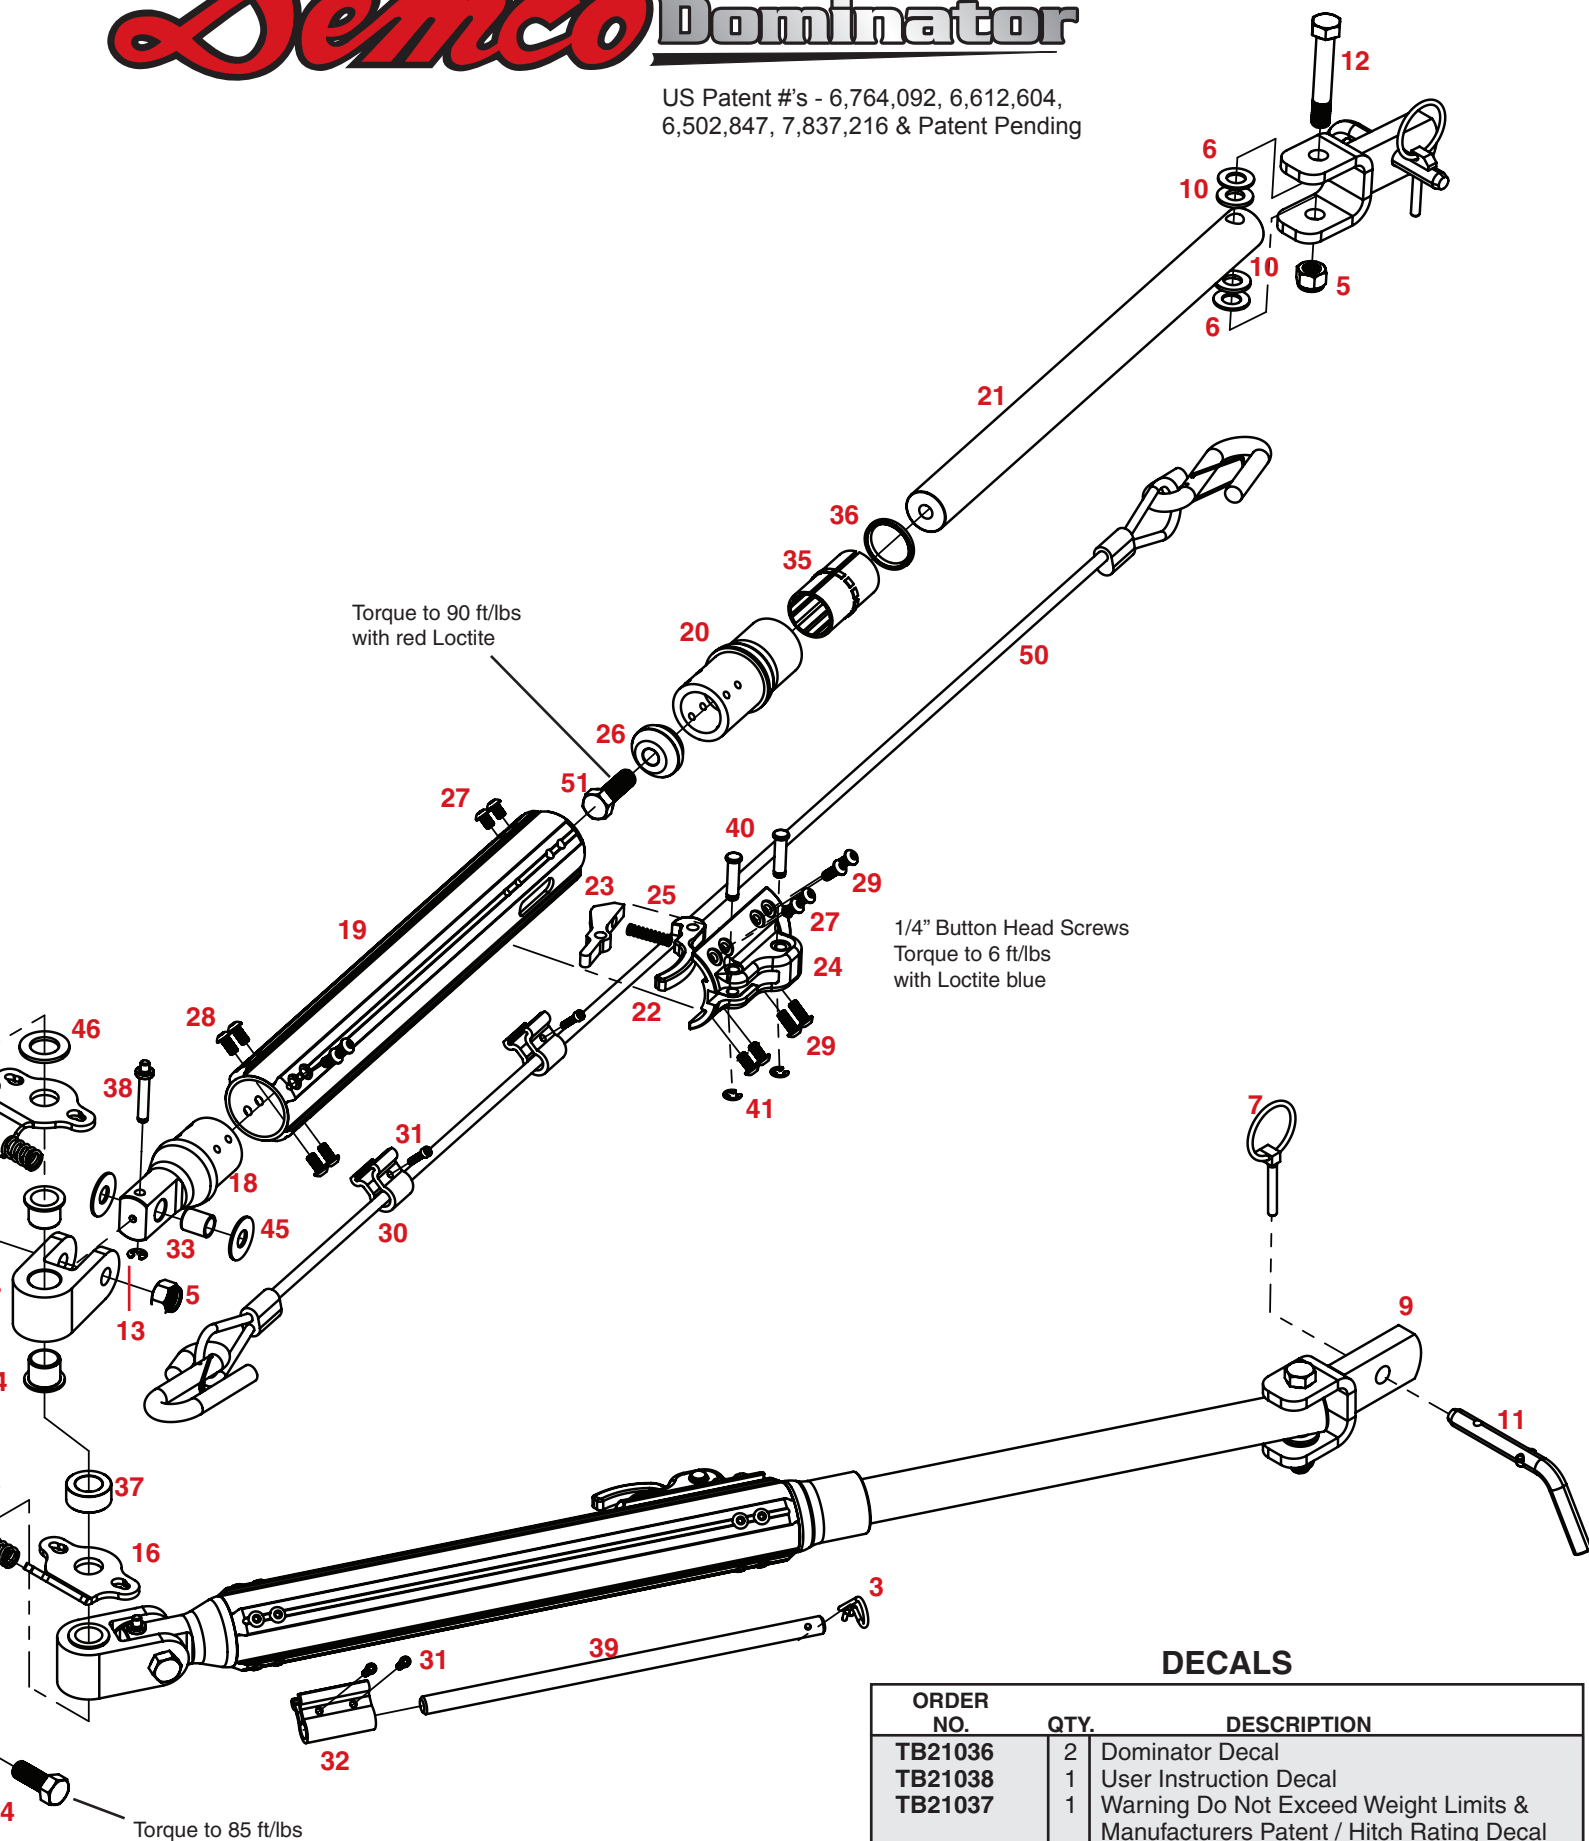 Demco Dominator
US Patent #'s - 6,764,092, 6,612,604,
6,502,847, 7,837,216 & Patent Pending
12
6
10
10
5
6
21
36
35
20
50
Torque to 90 ft/lbs
with red Loctite
26
51
27
40
23
25
29
27
19
24
1/4” Button Head Screws
Torque to 6 ft/lbs
with Loctite blue
22
28
29
46
38
41
31
7
18
45
33
30
5
13
9
4
11
37
16
3
39
31
32
4
Torque to 85 ft/lbs
DECALS
ORDER
NO. QTY. DESCRIPTION
TB21036 2 Dominator Decal
TB21038 1 User Instruction Decal
TB21037 1 Warning Do Not Exceed Weight Limits &
Manufacturers Patent / Hitch Rating Decal